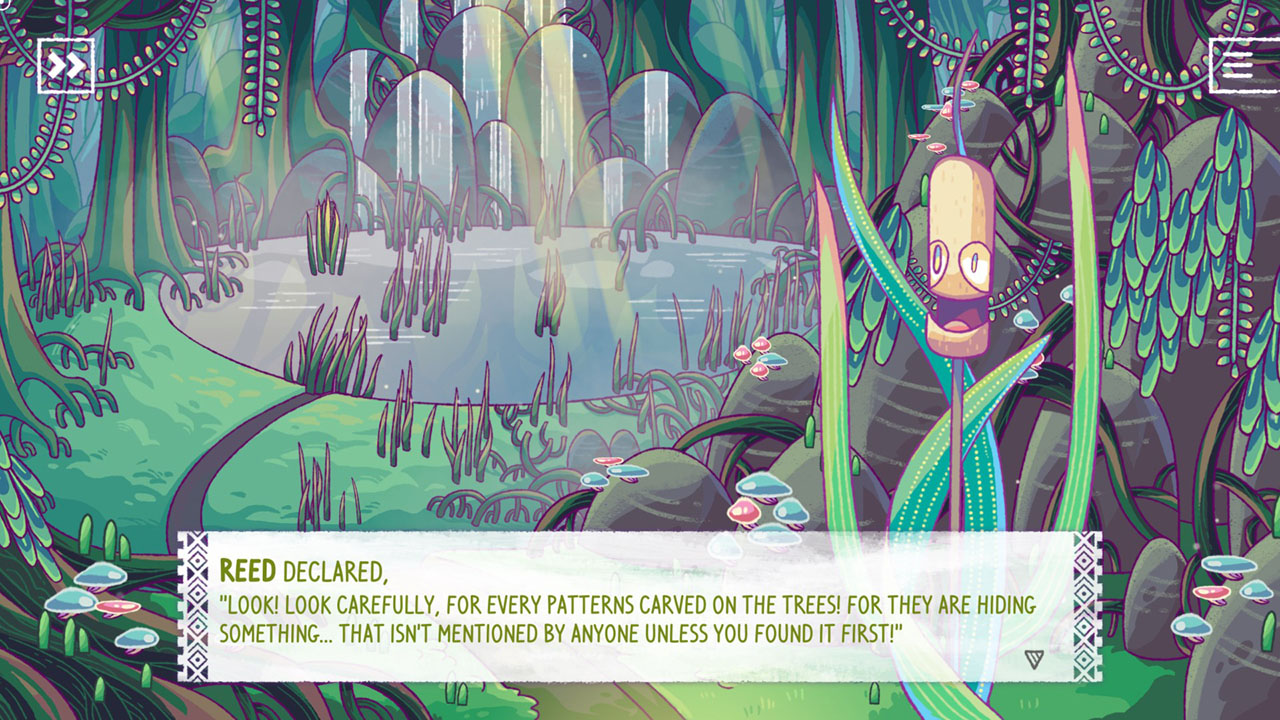 REED DECLARED,
"LOOK! LOOK CAREFULLY, FOR EVERY PATTERNS CARVED ON THE TREES! FOR THEY ARE HIDING
SOMETHING... THAT ISN'T MENTIONED BY ANYONE UNLESS YOU FOUND IT FIRST!"